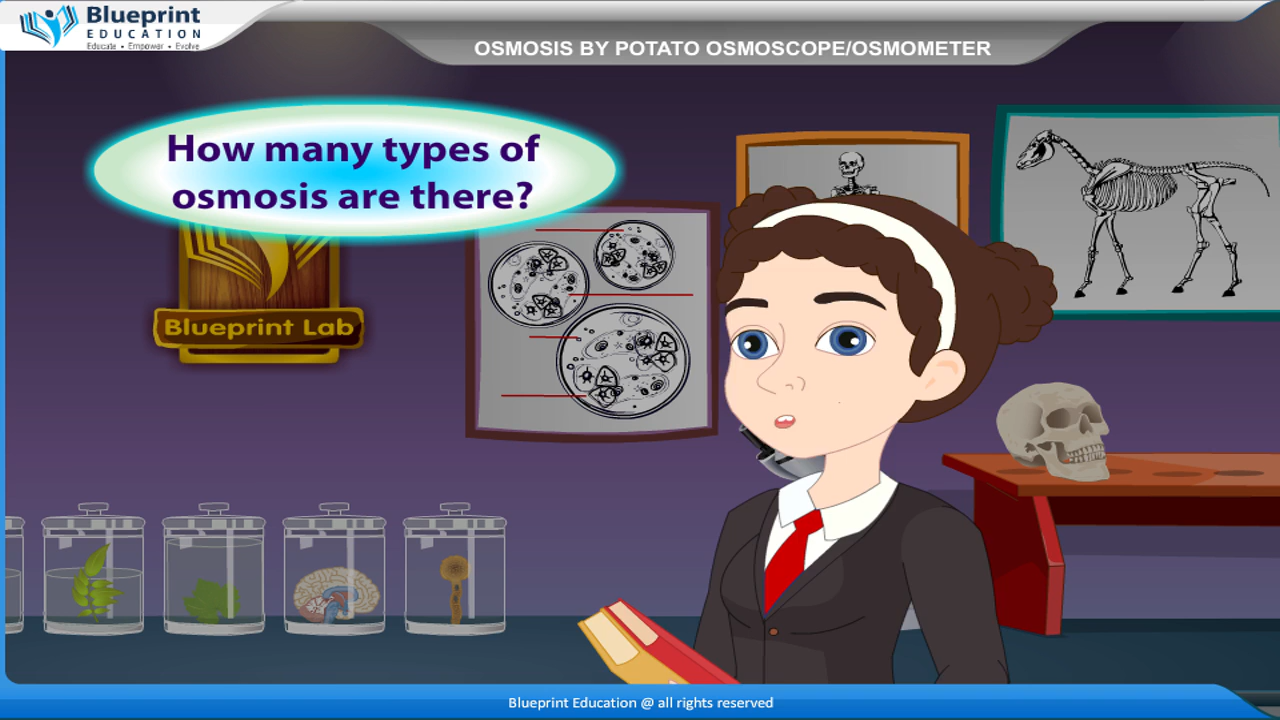 Blueprint
EDUCATION
Educate • Empower • Evolve
OSMOSIS BY POTATO OSMOSCOPE/OSMOMETER
How many types of
osmosis are there?
Blueprint Lab
Blueprint Education @ all rights reserved